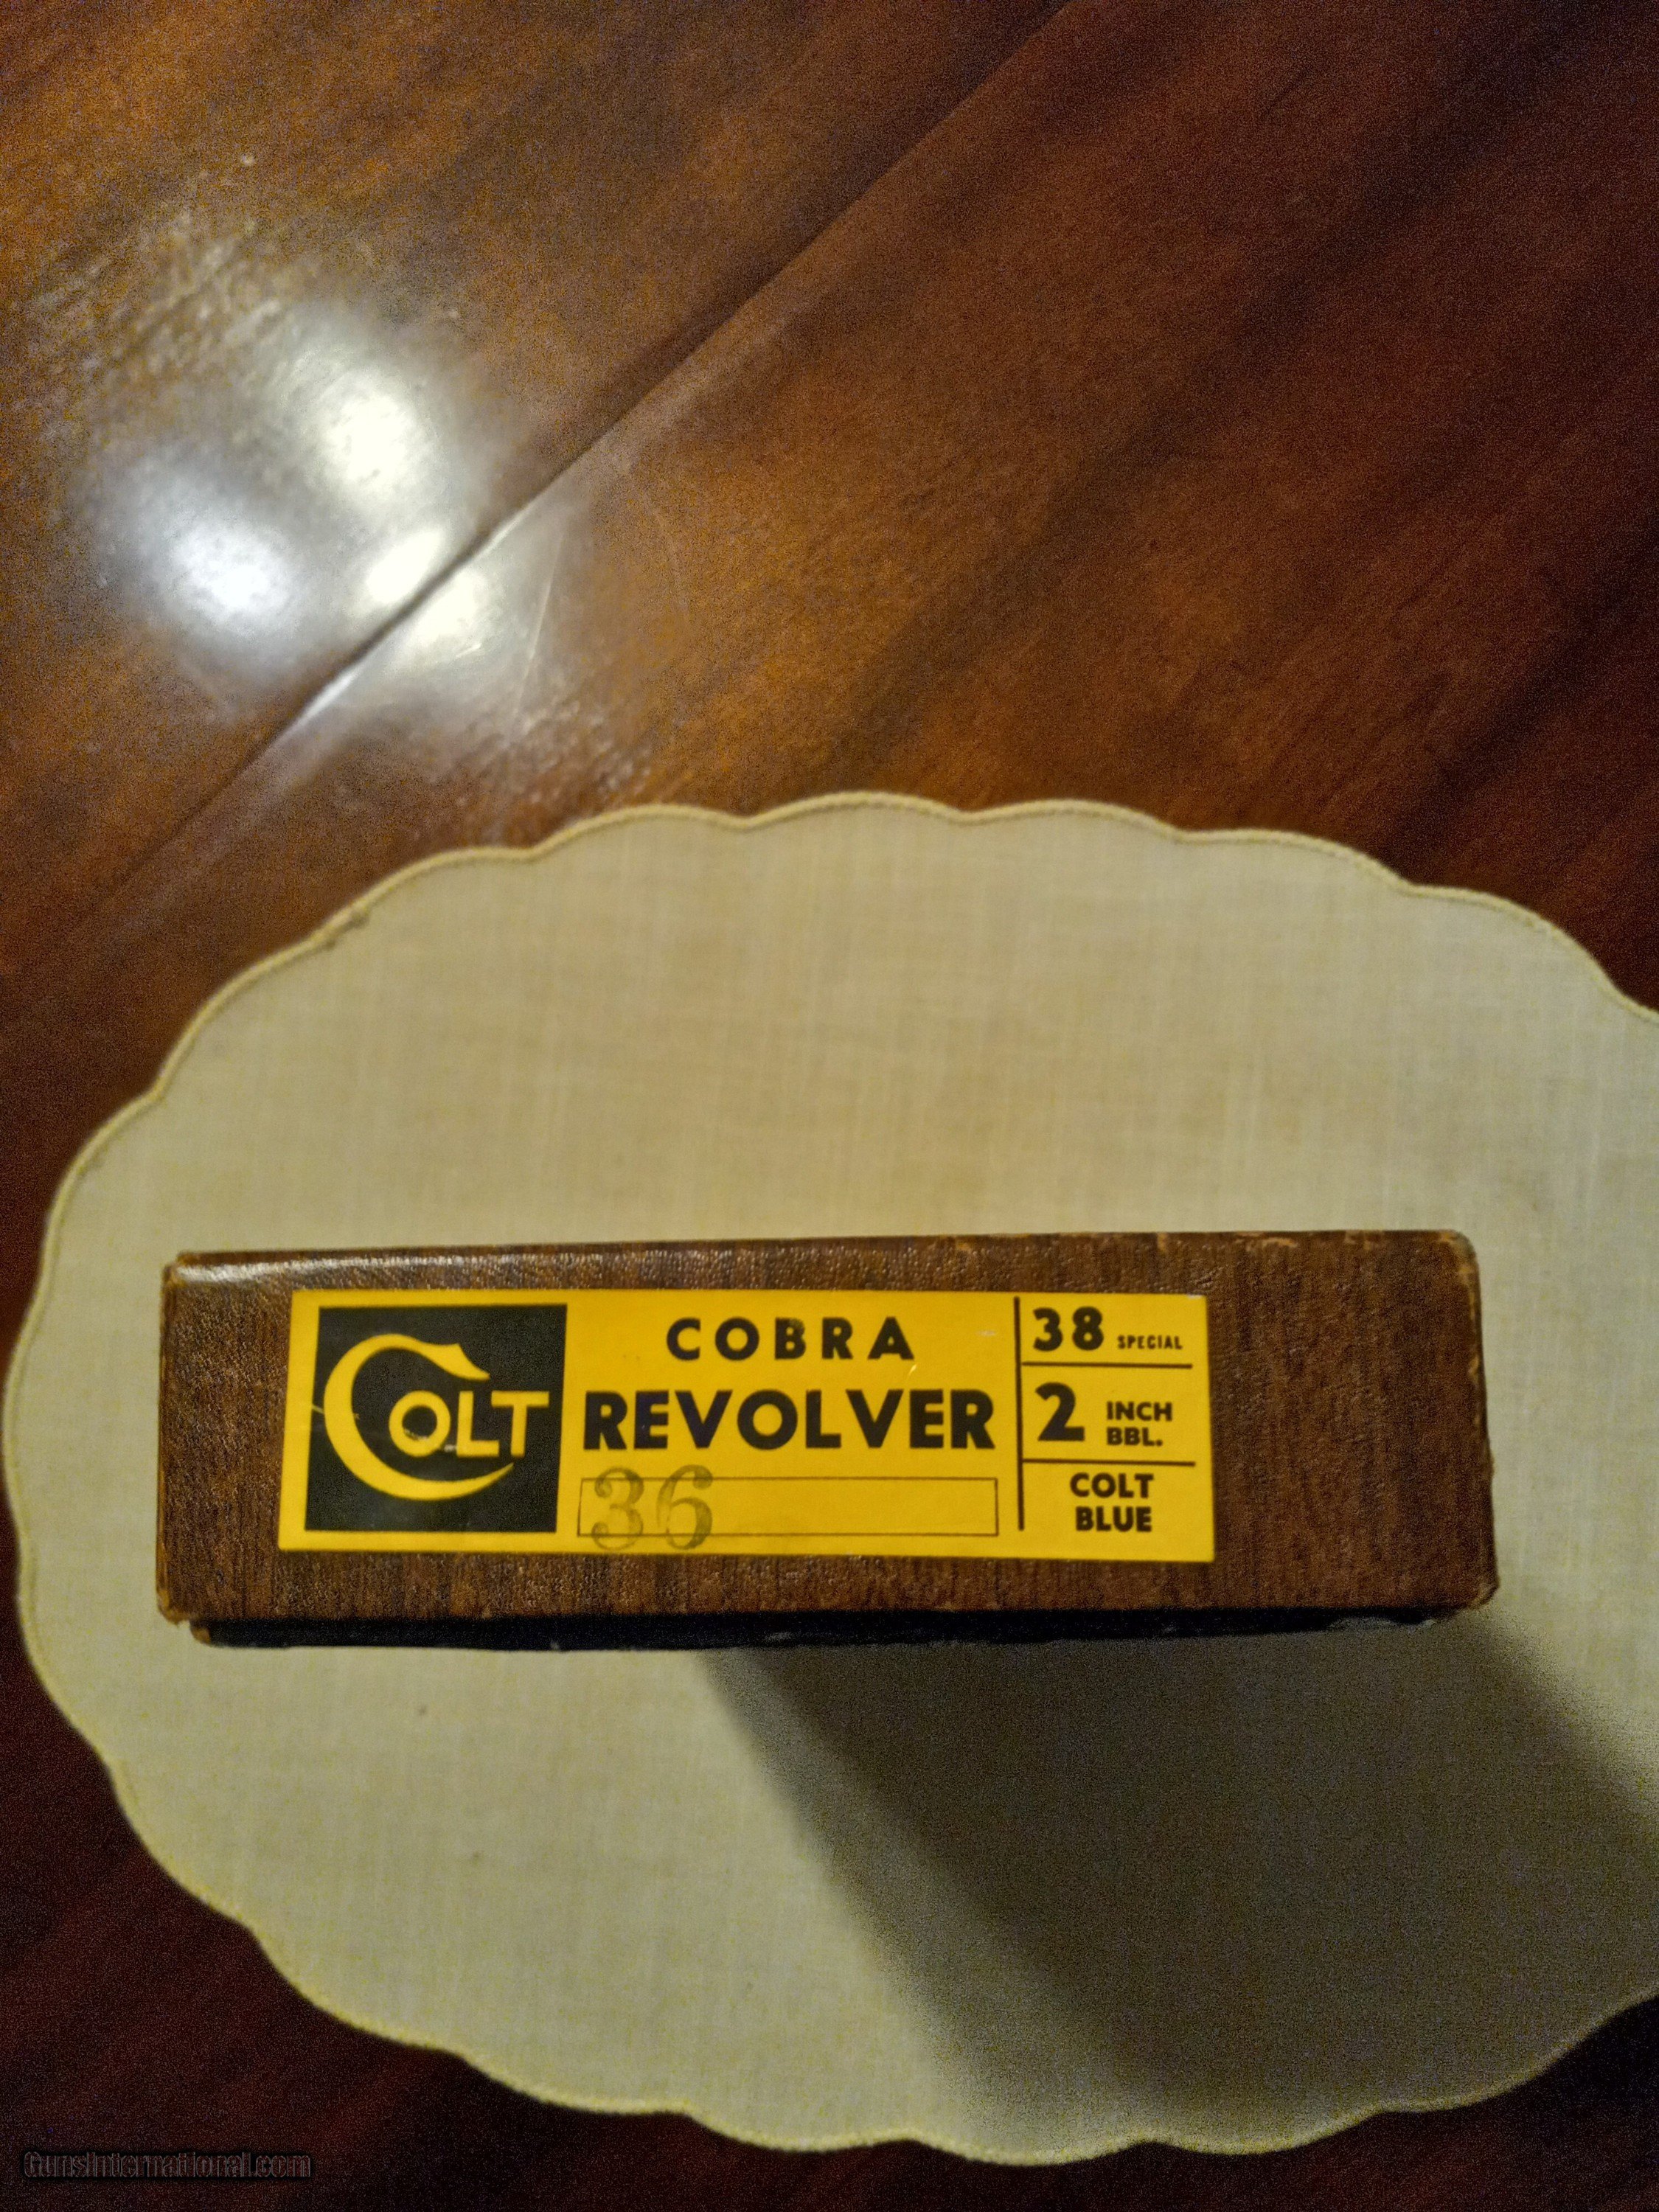 COLT
COBRA
REVOLVER
36
38 SPECIAL
2 INCH BBL.
COLT
BLUE
GunsInternational.com